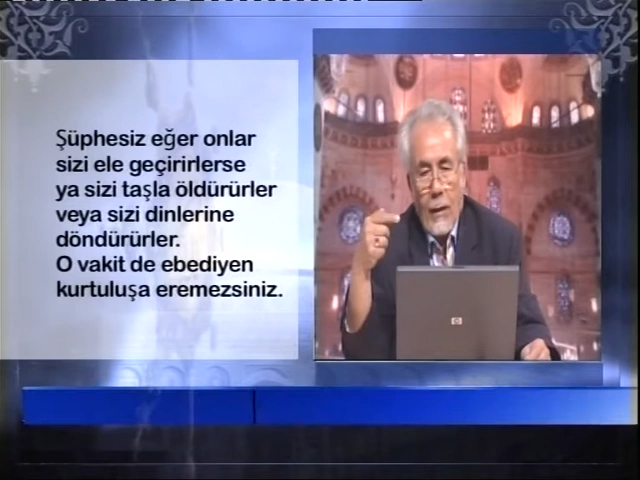 Şüphesiz eğer onlar
sizi ele geçirirlerse
ya sizi taşla öldürürler
veya sizi dinlerine
döndürürler.
O vakit de ebediyen
kurtuluşa eremezsiniz.
hp